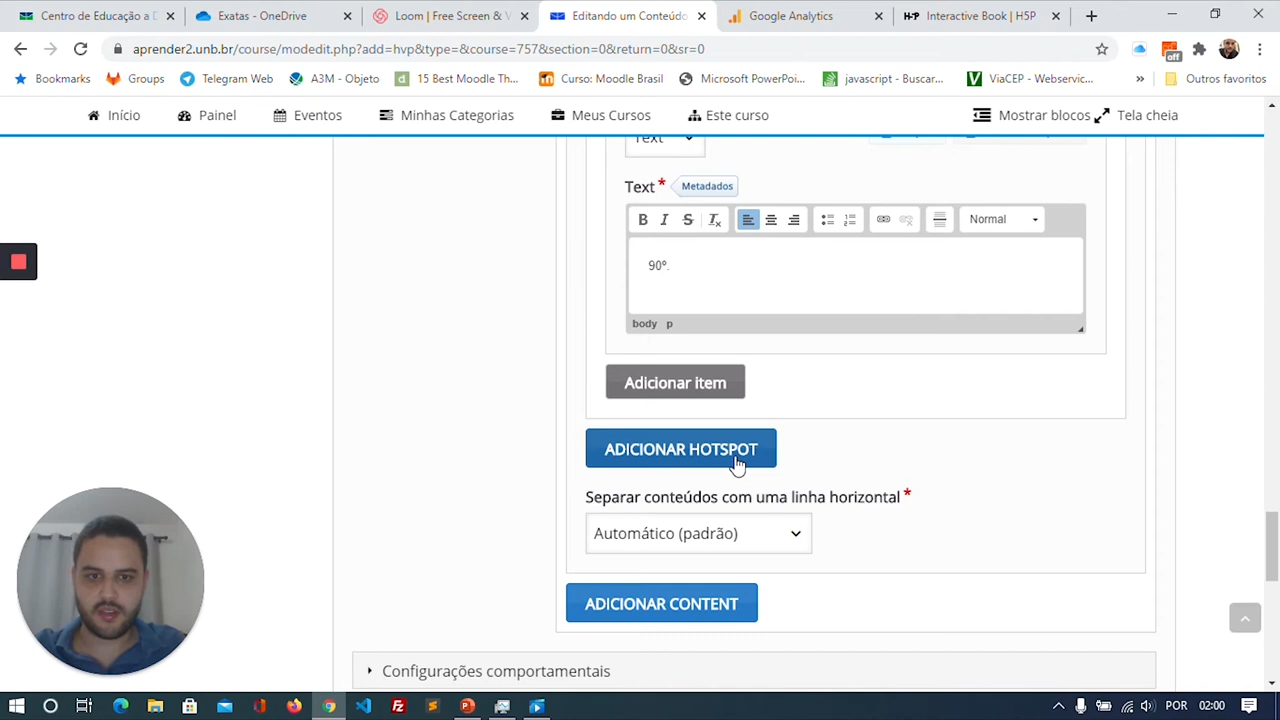 Centro de Educação a D
Exatas - OneDrive
Loom | Free Screen & V
Editando um Conteúdo
Google Analytics
H-P Interactive Book | H5P
aprender2.unb.br/course/modedit.php?add=hvp&type=&course=757&section=0&return=0&sr=0
off
Bookmarks
Groups
Telegram Web
A3M - Objeto
d 15 Best Moodle Th...
Curso: Moodle Brasil
Microsoft PowerPoi...
javascript - Buscar...
V ViaCEP - Webservic...
»
Outros favoritos
Início
Painel
Eventos
Minhas Categorias
Meus Cursos
Este curso
Mostrar blocos
Tela cheia
Text
Text * Metadados
B I S Tx Normal
90º.
body p
Adicionar item
ADICIONAR HOTSPOT
Separar conteúdos com uma linha horizontal *
Automático (padrão)
ADICIONAR CONTENT
Configurações comportamentais
POR 02:00